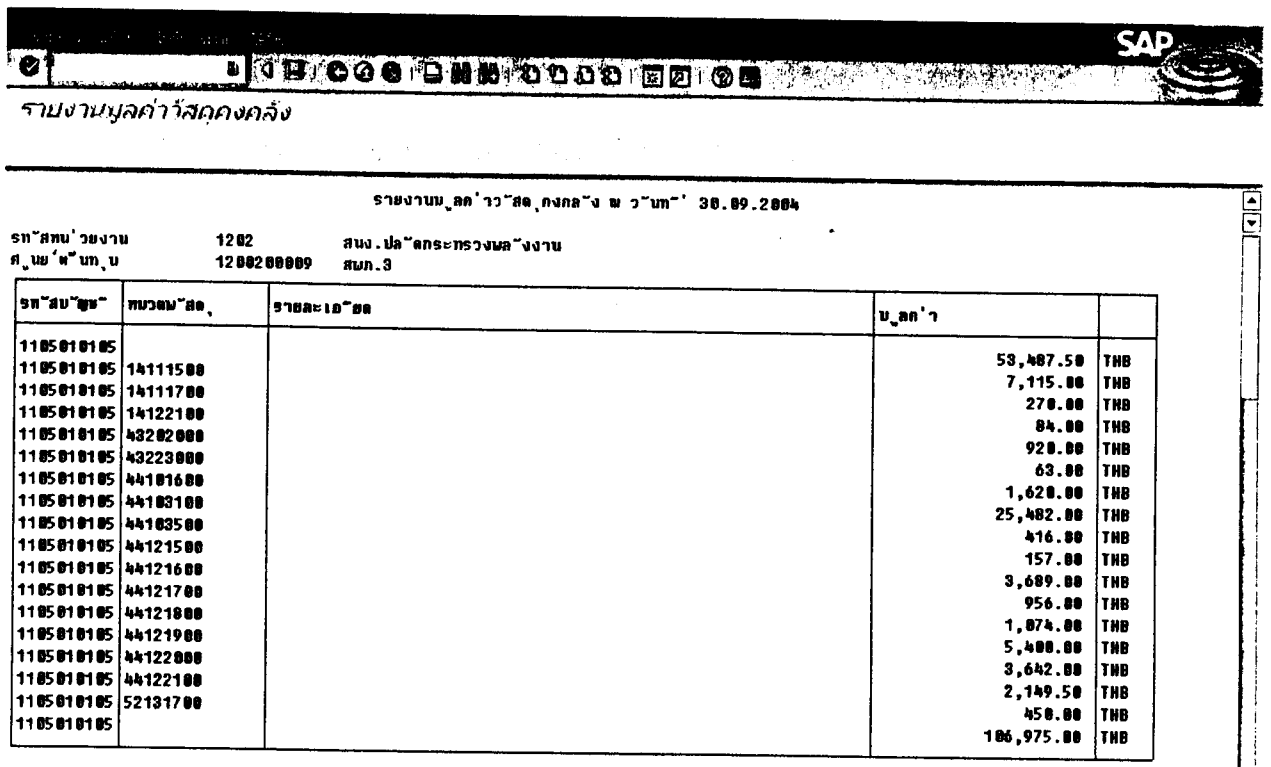 SAP
รายงานมูลค่าวัสดุคงคลัง
รายงานมูลค่าวัสดุคงคลัง ณ วันที่ 30.09.2004
รหัสหน่วยงาน 1202 สนง.ปลัดกระทรวงพลังงาน
ศูนย์ต้นทุน 1200200009 สพภ.3
รหัสบัญชี หมวดพัสดุ รายละเอียด มูลค่า
1105010105 53,487.50 THB
1105010105 14111500 7,115.00 THB
1105010105 14111700 270.00 THB
1105010105 14122100 84.00 THB
1105010105 43202000 920.00 THB
1105010105 43223000 63.00 THB
1105010105 44101600 1,620.00 THB
1105010105 44103100 25,482.00 THB
1105010105 44103500 416.00 THB
1105010105 44121500 157.00 THB
1105010105 44121600 3,689.00 THB
1105010105 44121700 956.00 THB
1105010105 44121800 1,074.00 THB
1105010105 44121900 5,400.00 THB
1105010105 44122000 3,642.00 THB
1105010105 44122100 2,149.50 THB
1105010105 52131700 450.00 THB
1105010105 106,975.00 THB